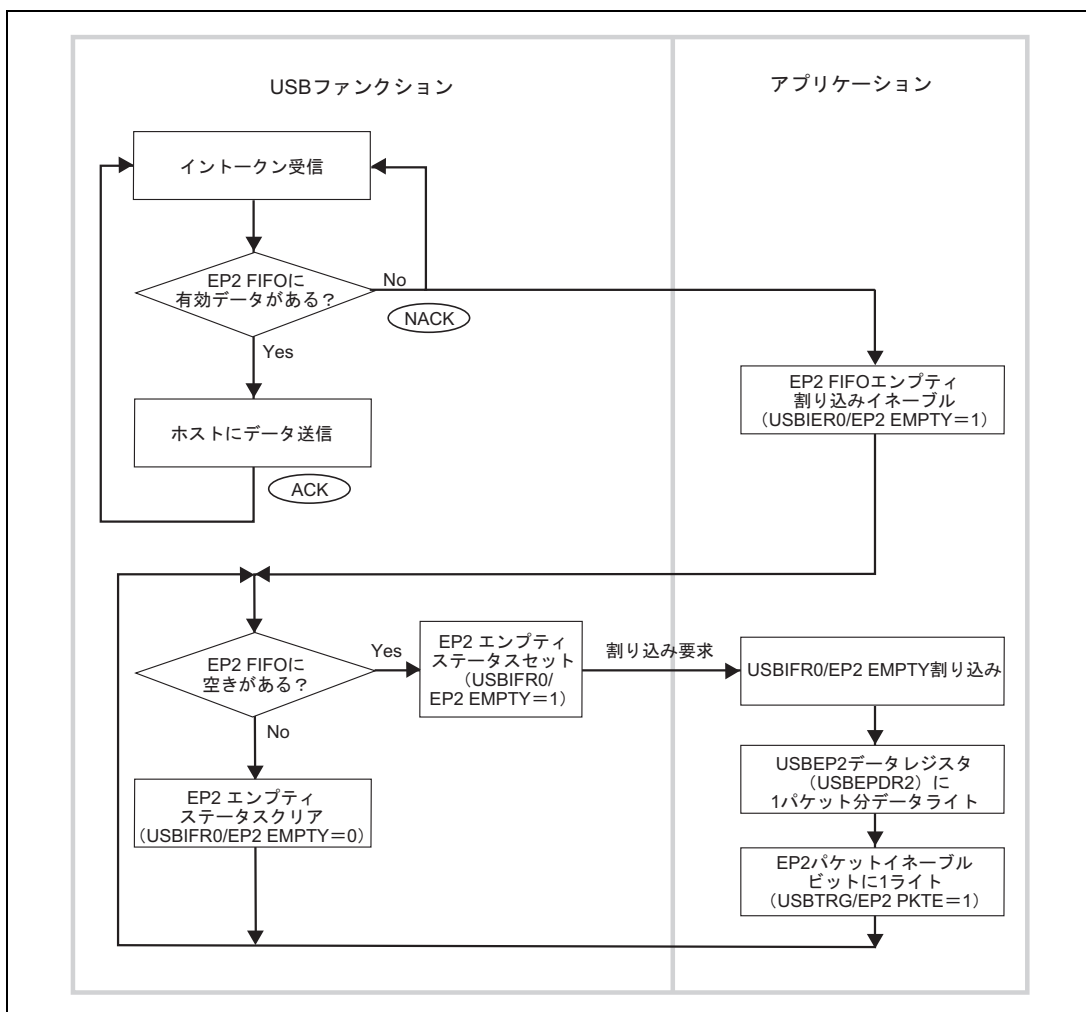 USBファンクション
アプリケーション
イントークン受信
EP2 FIFOに
有効データがある？
No
NACK
Yes
ホストにデータ送信
ACK
EP2 FIFOエンプティ
割り込みイネーブル
（USBIER0/EP2 EMPTY＝1）
EP2 FIFOに
空きがある？
Yes
EP2 エンプティ
ステータスセット
（USBIFR0/
EP2 EMPTY＝1）
割り込み要求
USBIFR0/EP2 EMPTY割り込み
No
EP2 エンプティ
ステータスクリア
（USBIFR0/EP2 EMPTY＝0）
USBEP2データレジスタ
（USBEPDR2）に
1パケット分データライト
EP2パケットイネーブル
ビットに1ライト
（USBTRG/EP2 PKTE＝1）